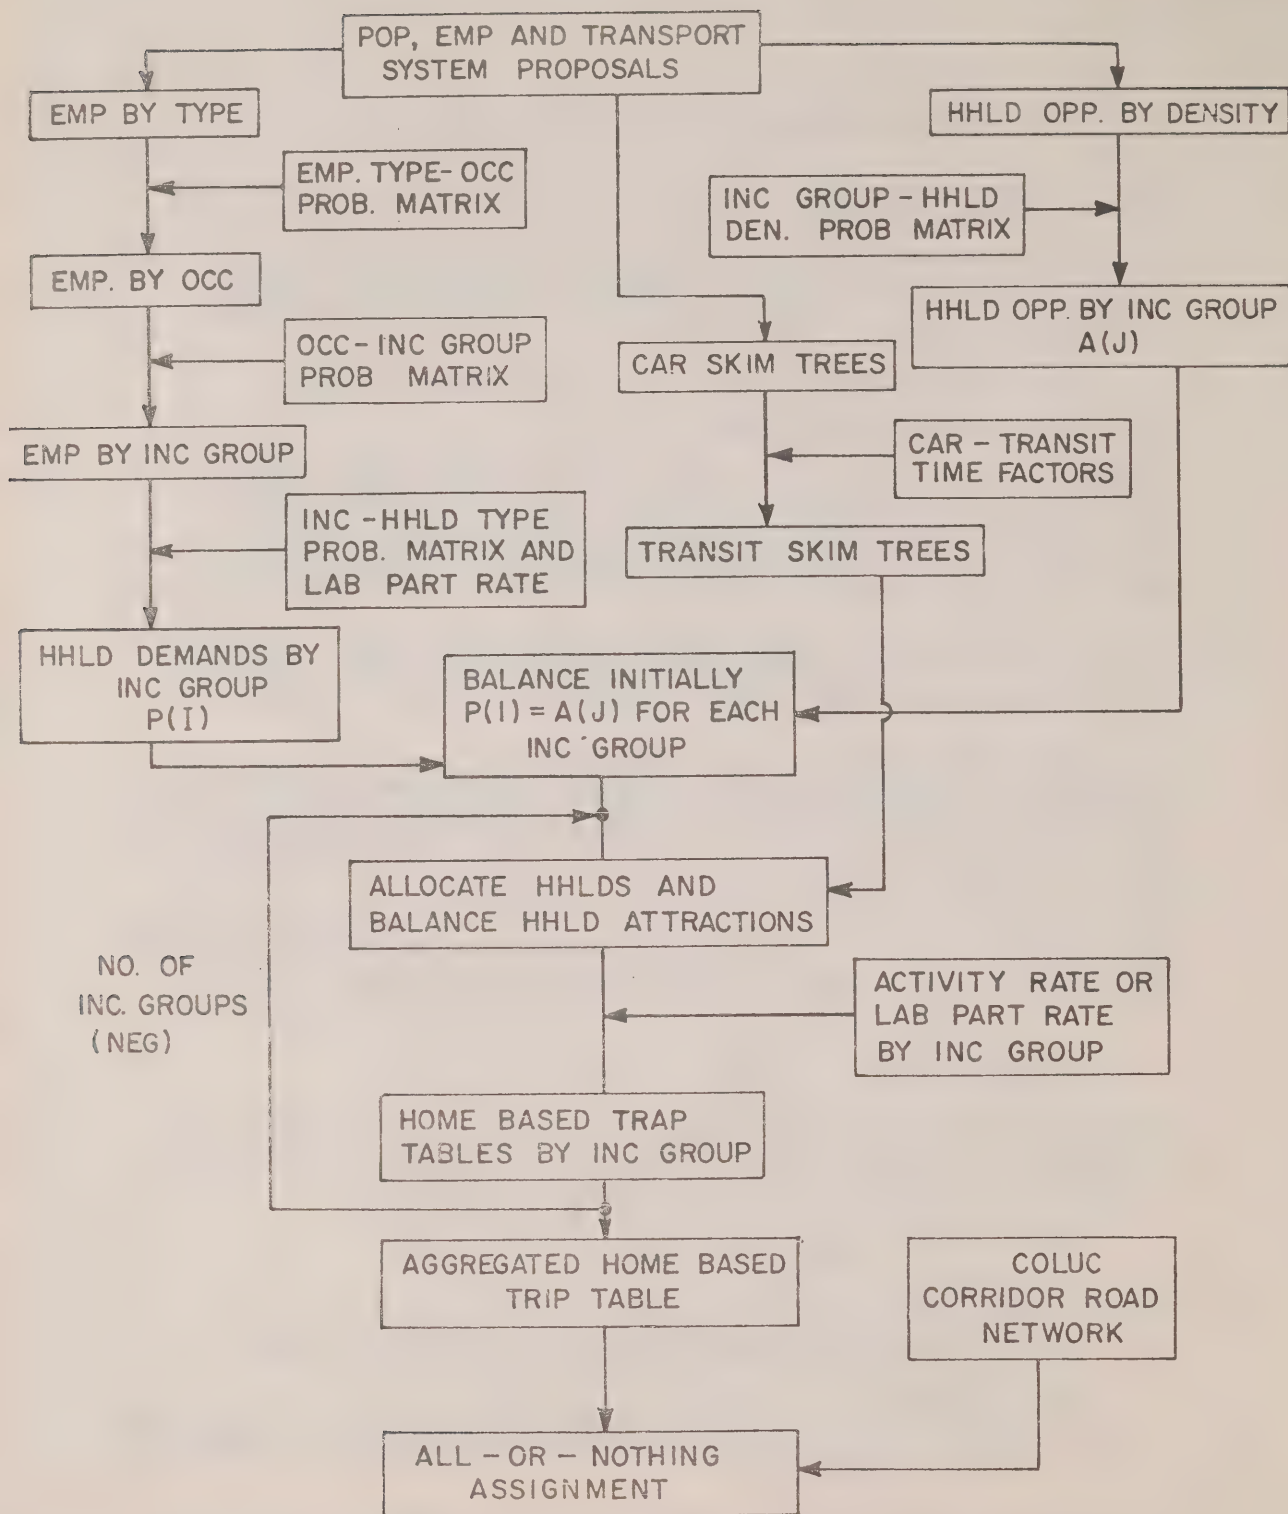 POP, EMP AND TRANSPORT
SYSTEM PROPOSALS
EMP BY TYPE
HHLD OPP. BY DENSITY
EMP. TYPE-OCC
PROB. MATRIX
INC GROUP-HHLD
DEN. PROB MATRIX
EMP. BY OCC
HHLD OPP. BY INC GROUP
A(J)
OCC-INC GROUP
PROB MATRIX
CAR SKIM TREES
EMP BY INC GROUP
CAR-TRANSIT
TIME FACTORS
INC-HHLD TYPE
PROB. MATRIX AND
LAB PART RATE
TRANSIT SKIM TREES
HHLD DEMANDS BY
INC GROUP
P(I)
BALANCE INITIALLY
P(I) = A(J) FOR EACH
INC GROUP
ALLOCATE HHLDS AND
BALANCE HHLD ATTRACTIONS
NO. OF
INC. GROUPS
(NEG)
ACTIVITY RATE OR
LAB PART RATE
BY INC GROUP
HOME BASED TRAP
TABLES BY INC GROUP
AGGREGATED HOME BASED
TRIP TABLE
COLUC
CORRIDOR ROAD
NETWORK
ALL-OR-NOTHING
ASSIGNMENT